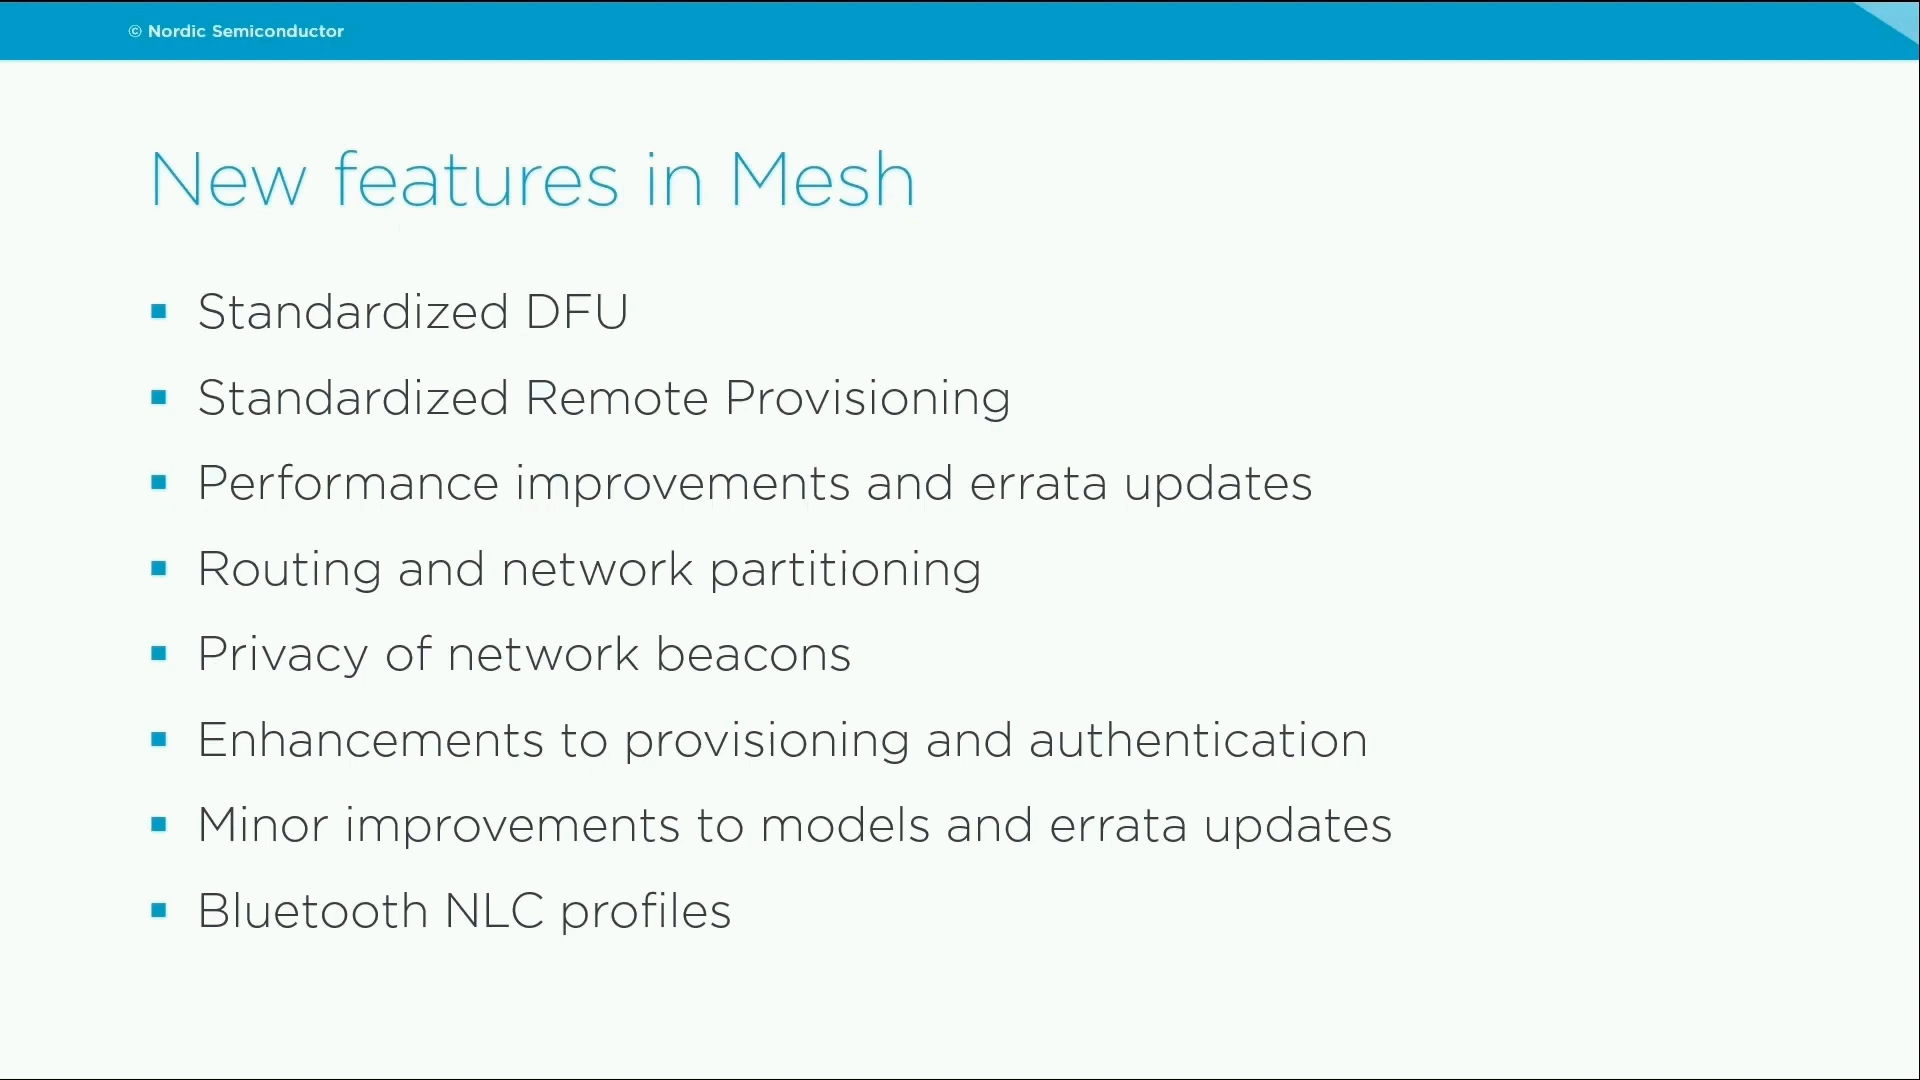 © Nordic Semiconductor
New features in Mesh
▪ Standardized DFU
▪ Standardized Remote Provisioning
▪ Performance improvements and errata updates
▪ Routing and network partitioning
▪ Privacy of network beacons
▪ Enhancements to provisioning and authentication
▪ Minor improvements to models and errata updates
▪ Bluetooth NLC profiles